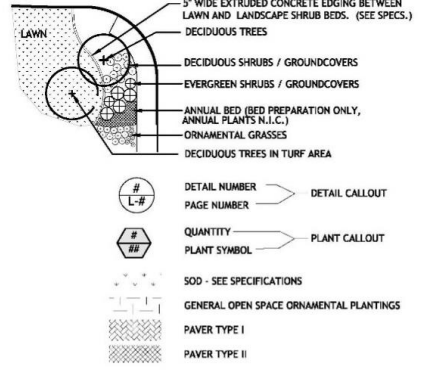 5" WIDE EXTRUDED CONCRETE EDGING BETWEEN
LAWN AND LANDSCAPE SHRUB BEDS. (SEE SPECS.)
LAWN
DECIDUOUS TREES
DECIDUOUS SHRUBS / GROUNDCOVERS
EVERGREEN SHRUBS / GROUNDCOVERS
ANNUAL BED (BED PREPARATION ONLY,
ANNUAL PLANTS N.I.C.)
ORNAMENTAL GRASSES
DECIDUOUS TREES IN TURF AREA
#
L-#
DETAIL NUMBER
PAGE NUMBER
DETAIL CALLOUT
#
##
QUANTITY
PLANT SYMBOL
PLANT CALLOUT
SOD - SEE SPECIFICATIONS
GENERAL OPEN SPACE ORNAMENTAL PLANTINGS
PAVER TYPE I
PAVER TYPE II